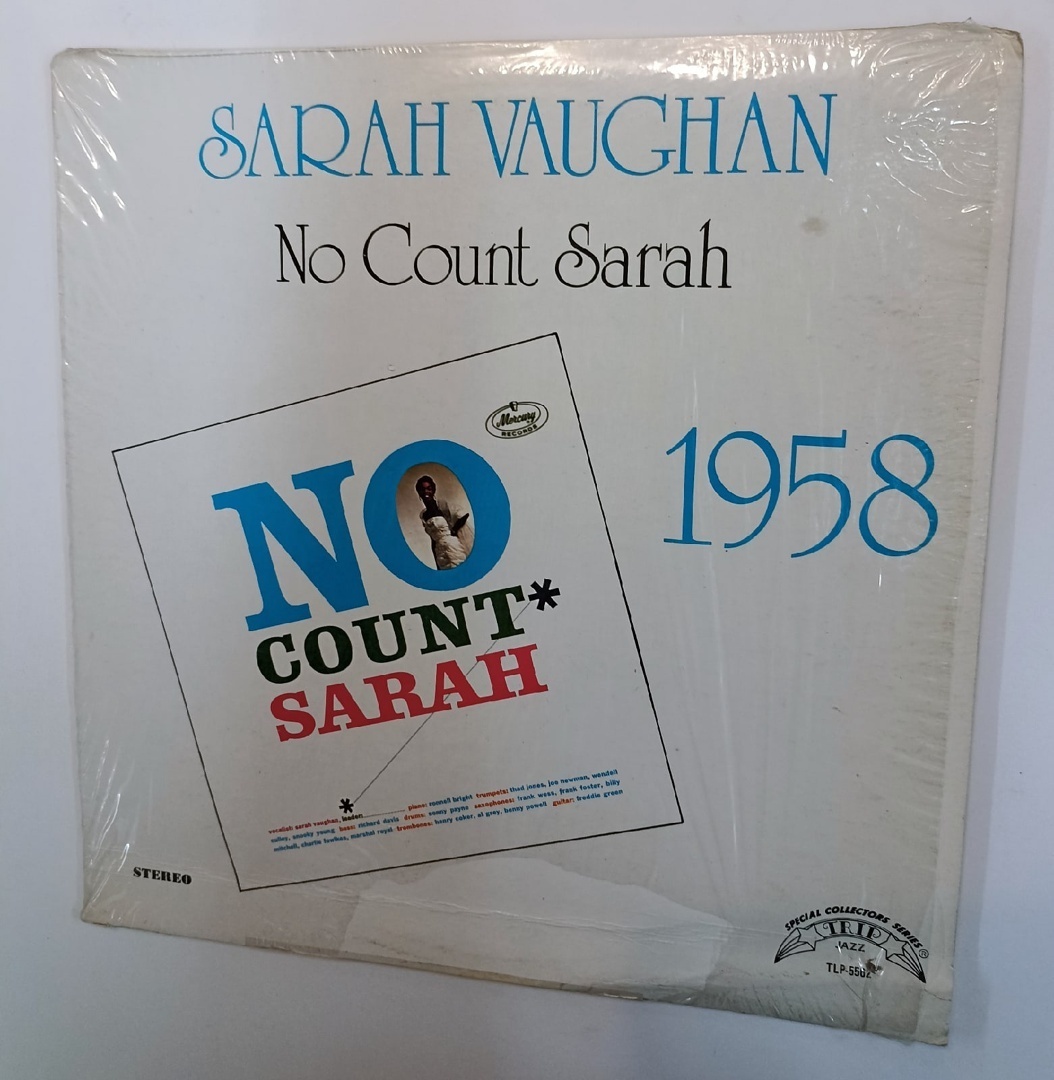 SARAH VAUGHAN
No Count Sarah
1958
Mercury
RECORDS
NO
COUNT*
SARAH
*
vocalist: sarah vaughan, leader: piano: ronnell bright trumpets: thad jones, joe newman, wendell
culley, snooky young bass: richard davis drums: sonny payne saxophones: frank wess, frank foster, billy
mitchell, charlie fowlkes, marshal royal trombones: henry coker, al grey, benny powell guitar: freddie green
STEREO
SPECIAL COLLECTORS SERIES
TRIP ®
JAZZ